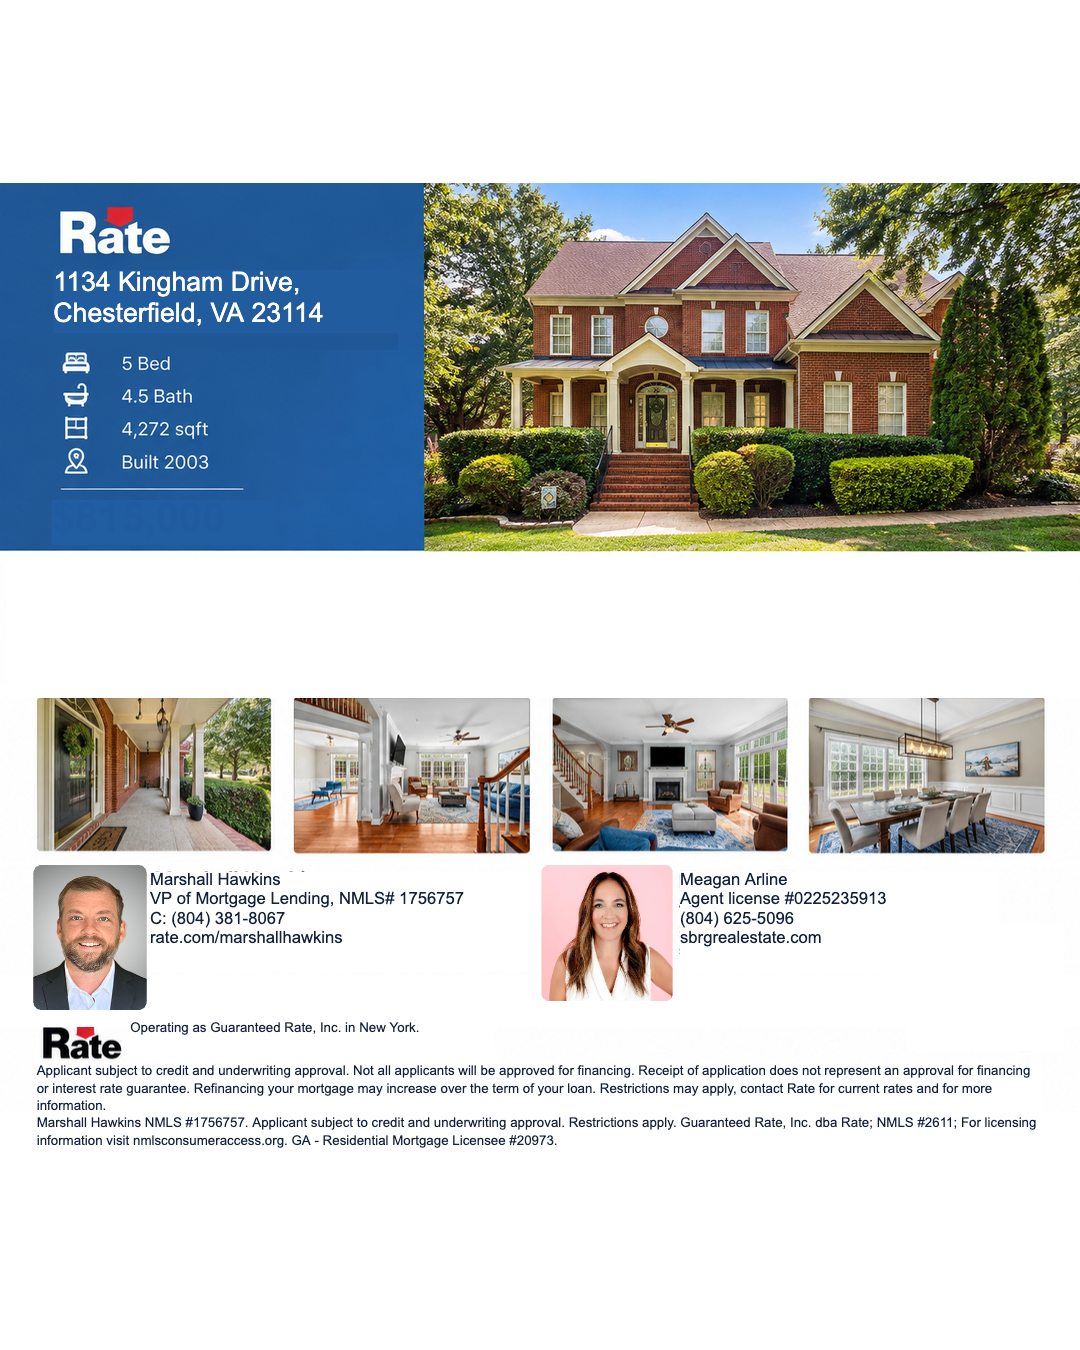 Rate
1134 Kingham Drive,
Chesterfield, VA 23114
5 Bed
4.5 Bath
4,272 sqft
Built 2003
$815,000
Marshall Hawkins
VP of Mortgage Lending, NMLS# 1756757
C: (804) 381-8067
rate.com/marshallhawkins
Meagan Arline
Agent license #0225235913
(804) 625-5096
sbrgrealestate.com
Rate
Operating as Guaranteed Rate, Inc. in New York.
Applicant subject to credit and underwriting approval. Not all applicants will be approved for financing. Receipt of application does not represent an approval for financing
or interest rate guarantee. Refinancing your mortgage may increase over the term of your loan. Restrictions may apply, contact Rate for current rates and for more
information.
Marshall Hawkins NMLS #1756757. Applicant subject to credit and underwriting approval. Restrictions apply. Guaranteed Rate, Inc. dba Rate; NMLS #2611; For licensing
information visit nmlsconsumeraccess.org. GA - Residential Mortgage Licensee #20973.